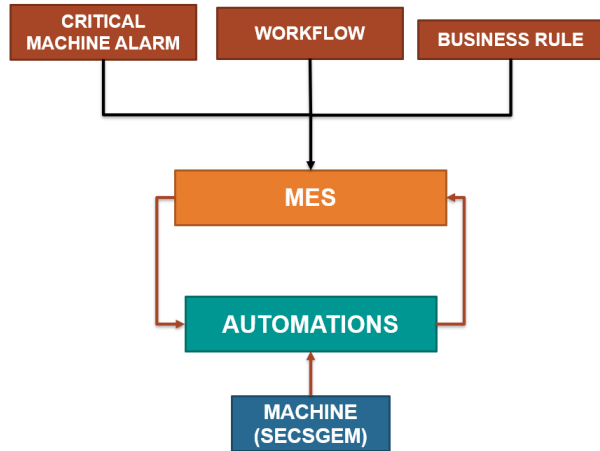 CRITICAL
MACHINE ALARM
WORKFLOW
BUSINESS RULE
MES
AUTOMATIONS
MACHINE
(SECSGEM)